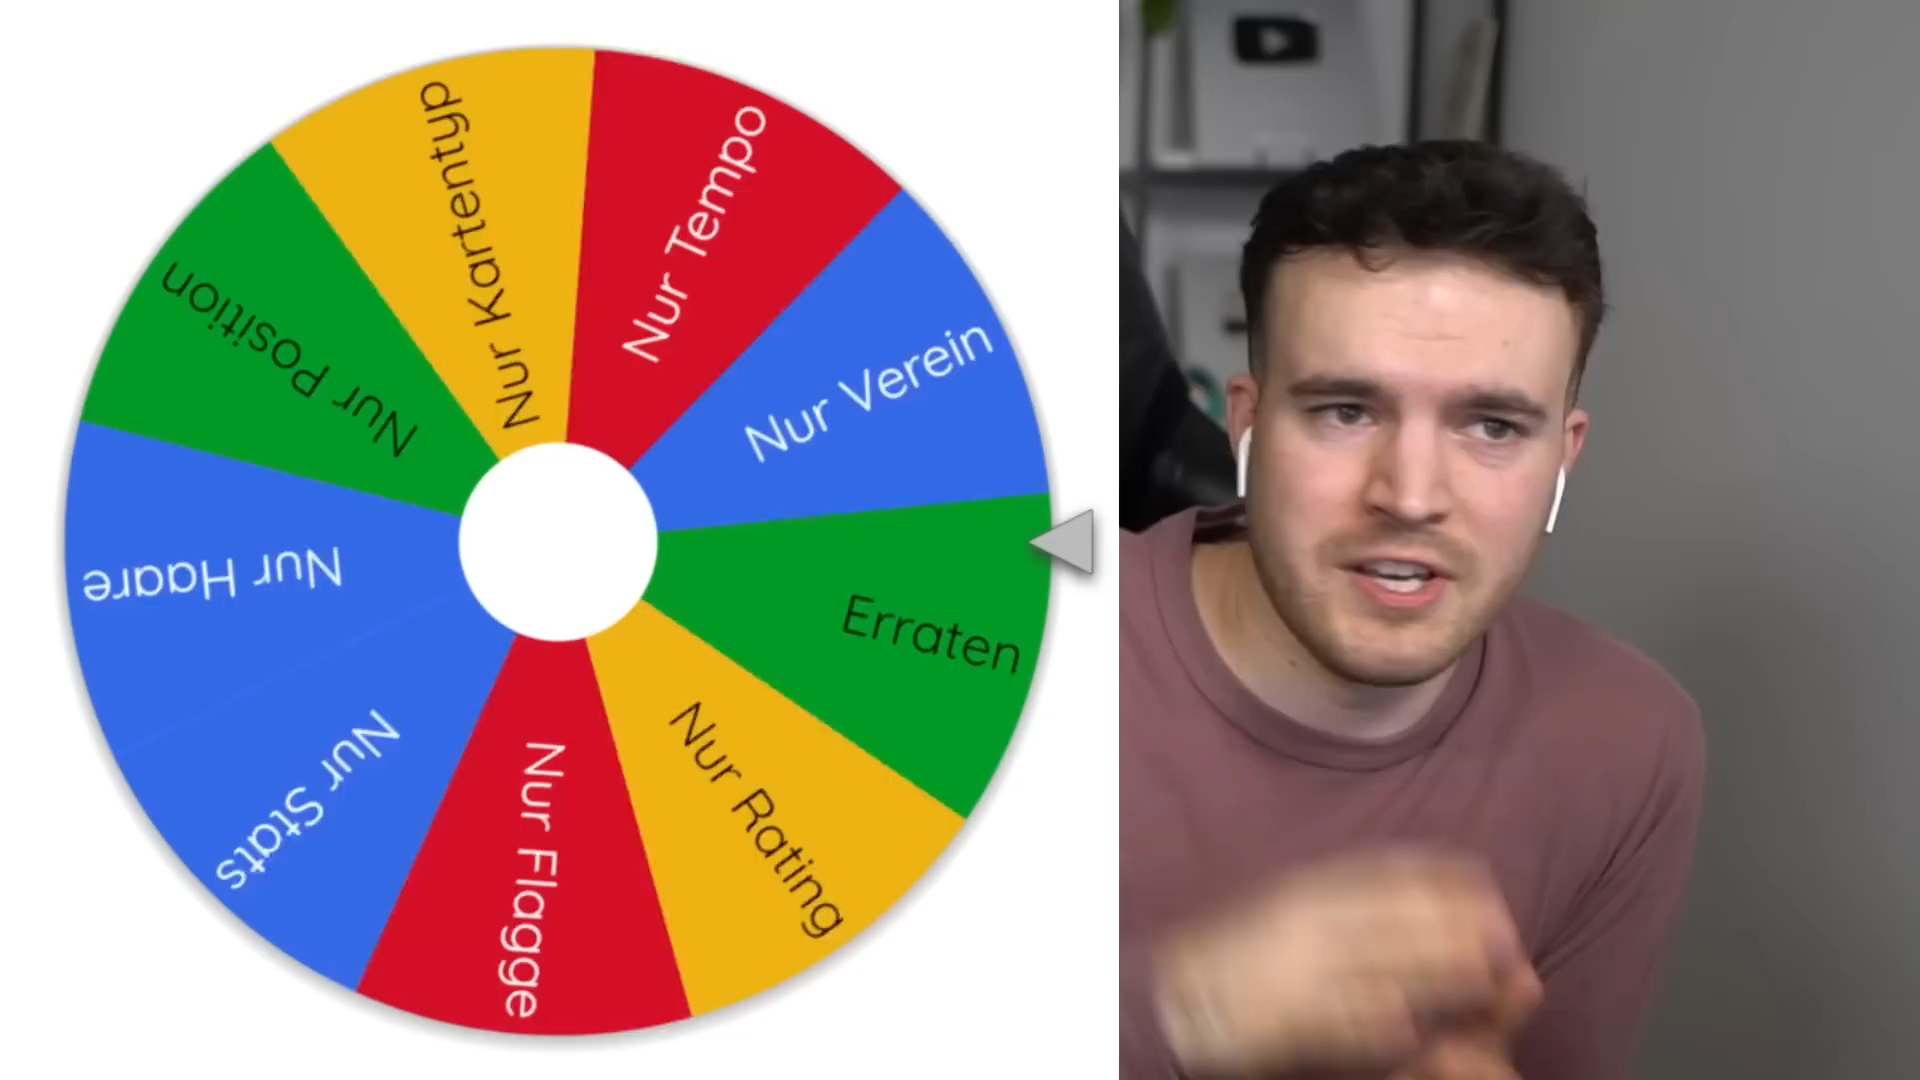 Nur Kartentyp
Nur Tempo
Nur Verein
Erraten
Nur Rating
Nur Flagge
Nur Stats
Nur Haare
Nur Position